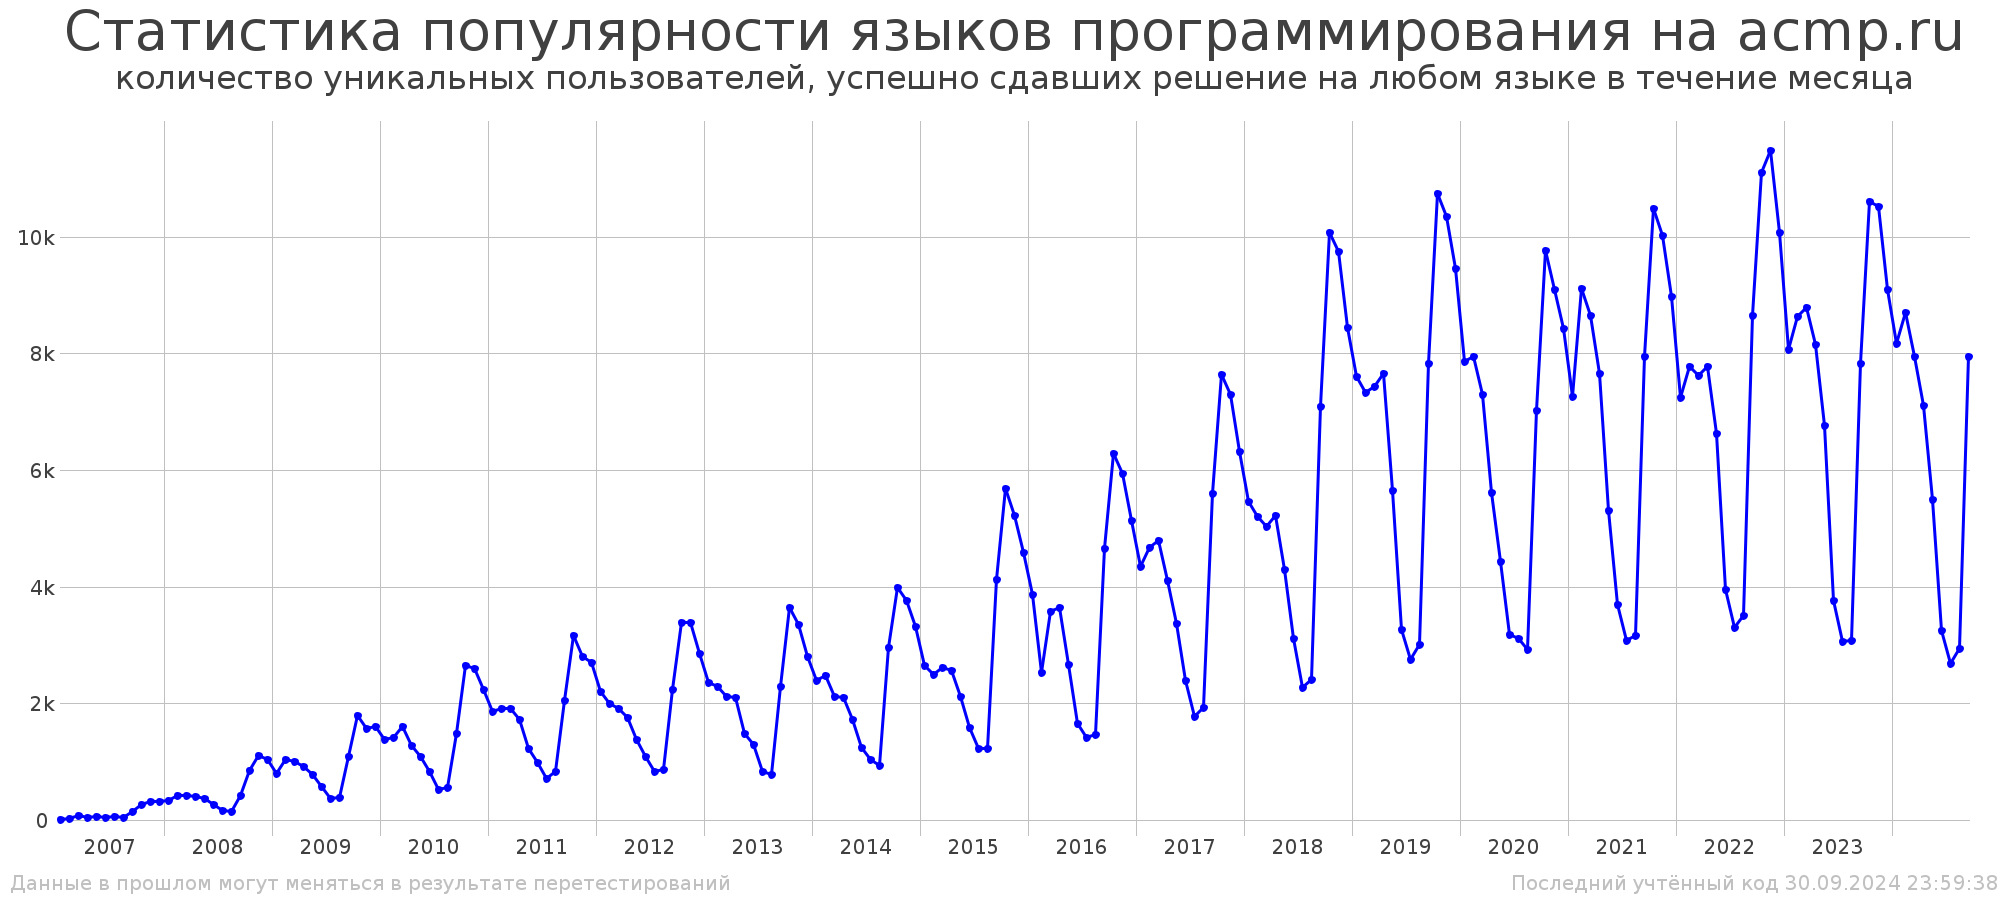 Статистика популярности языков программирования на acmp.ru
количество уникальных пользователей, успешно сдавших решение на любом языке в течение месяца
10k
8k
6k
4k
2k
0
2007 2008 2009 2010 2011 2012 2013 2014 2015 2016 2017 2018 2019 2020 2021 2022 2023
Данные в прошлом могут меняться в результате перетестирований
Последний учтённый код 30.09.2024 23:59:38